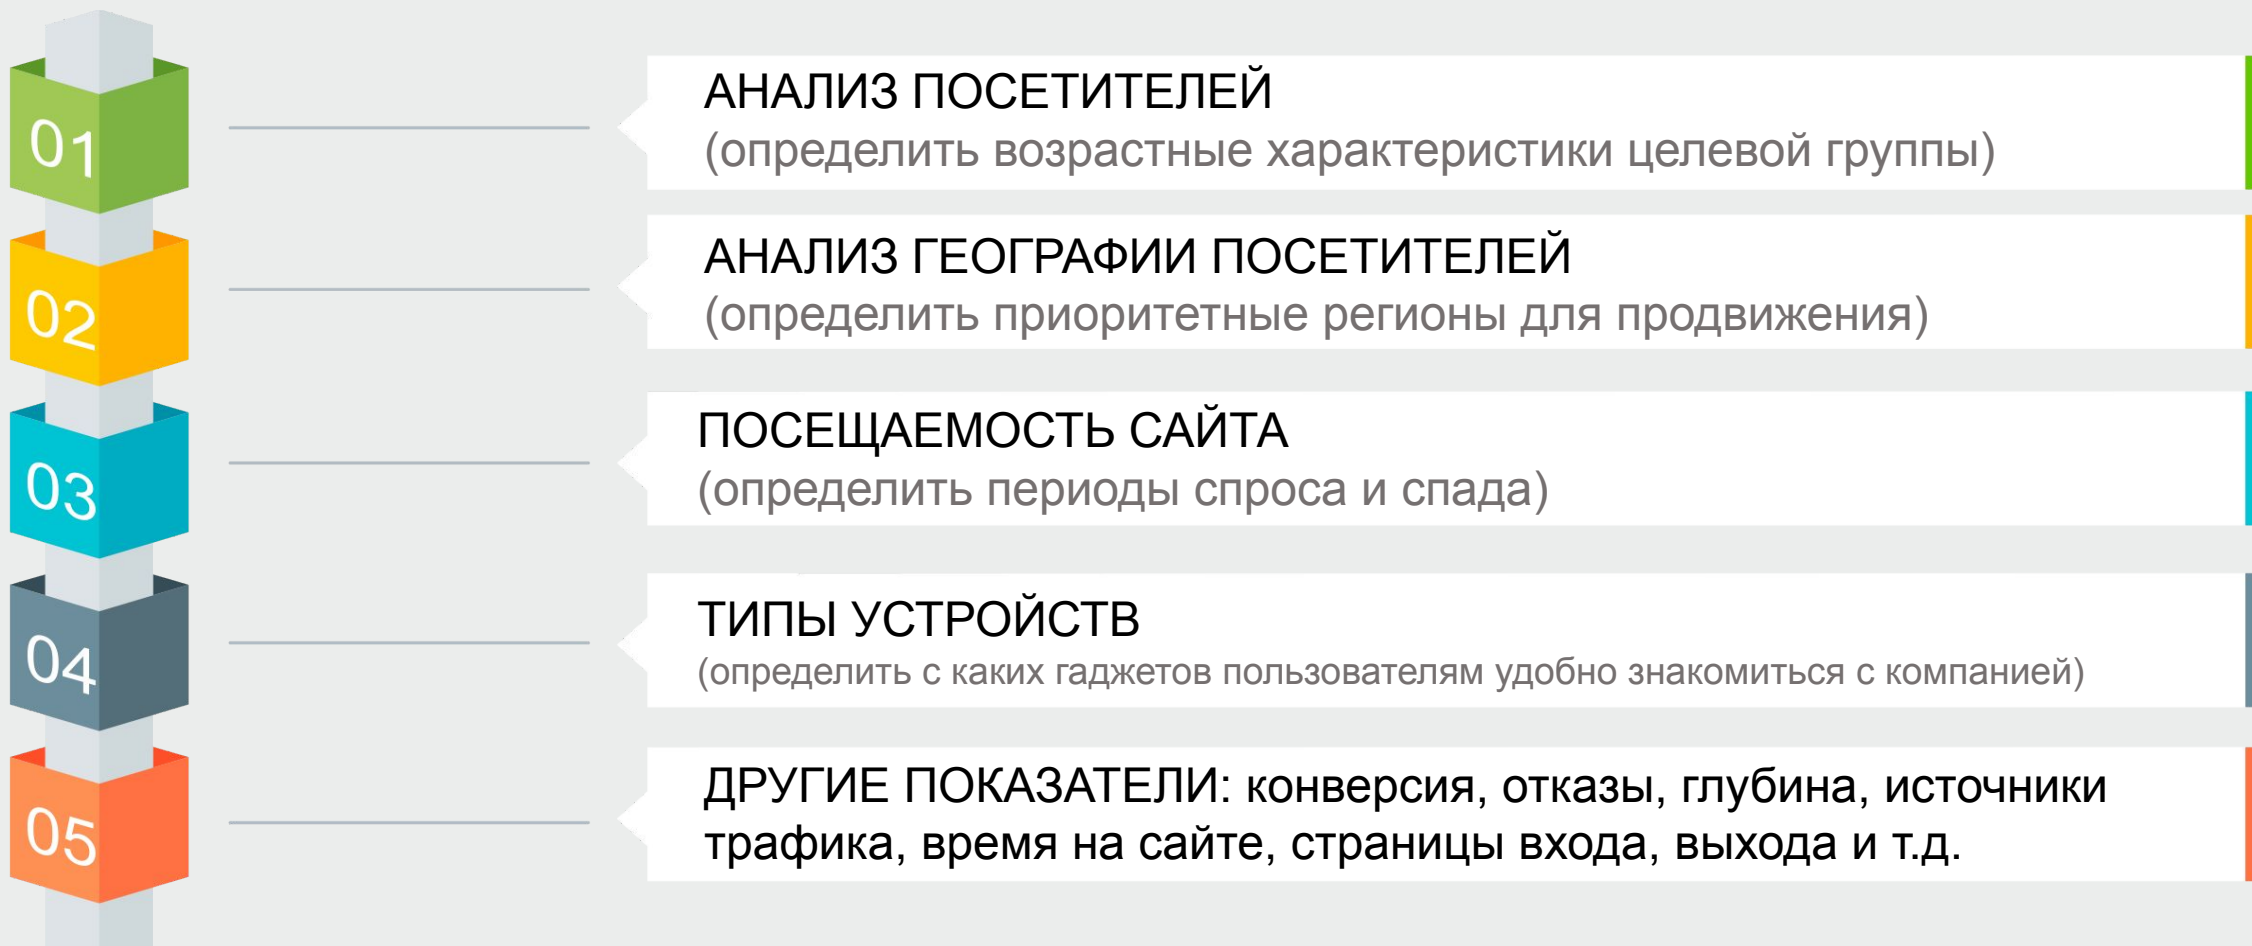 01
АНАЛИЗ ПОСЕТИТЕЛЕЙ
(определить возрастные характеристики целевой группы)
02
АНАЛИЗ ГЕОГРАФИИ ПОСЕТИТЕЛЕЙ
(определить приоритетные регионы для продвижения)
03
ПОСЕЩАЕМОСТЬ САЙТА
(определить периоды спроса и спада)
04
ТИПЫ УСТРОЙСТВ
(определить с каких гаджетов пользователям удобно знакомиться с компанией)
05
ДРУГИЕ ПОКАЗАТЕЛИ: конверсия, отказы, глубина, источники
трафика, время на сайте, страницы входа, выхода и т.д.